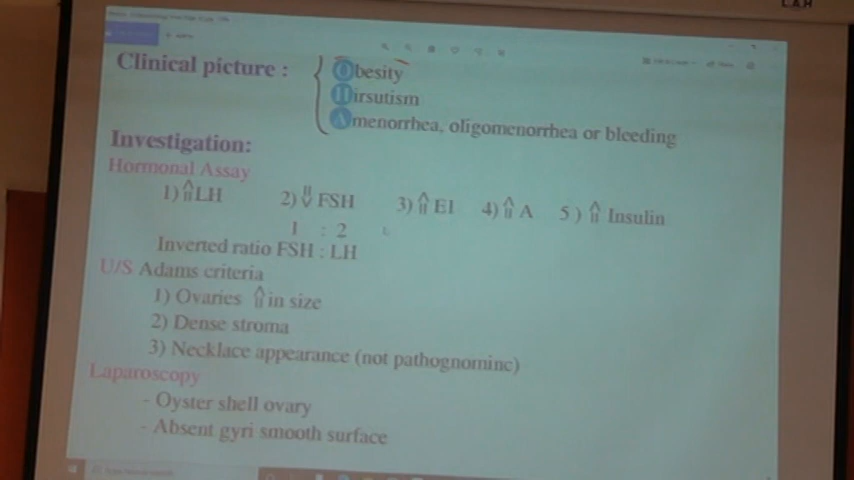 LAB
Clinical picture :
Obesity
Hirsutism
Amenorrhea, oligomenorrhea or bleeding
Investigation:
Hormonal Assay
1) ⇑ LH 2) ⇓ FSH 3) ⇑ E1 4) ⇑ A 5 ) ⇑ Insulin
1 : 2
Inverted ratio FSH : LH
U/S Adams criteria
1) Ovaries ⇑ in size
2) Dense stroma
3) Necklace appearance (not pathognominc)
Laparoscopy
- Oyster shell ovary
- Absent gyri smooth surface